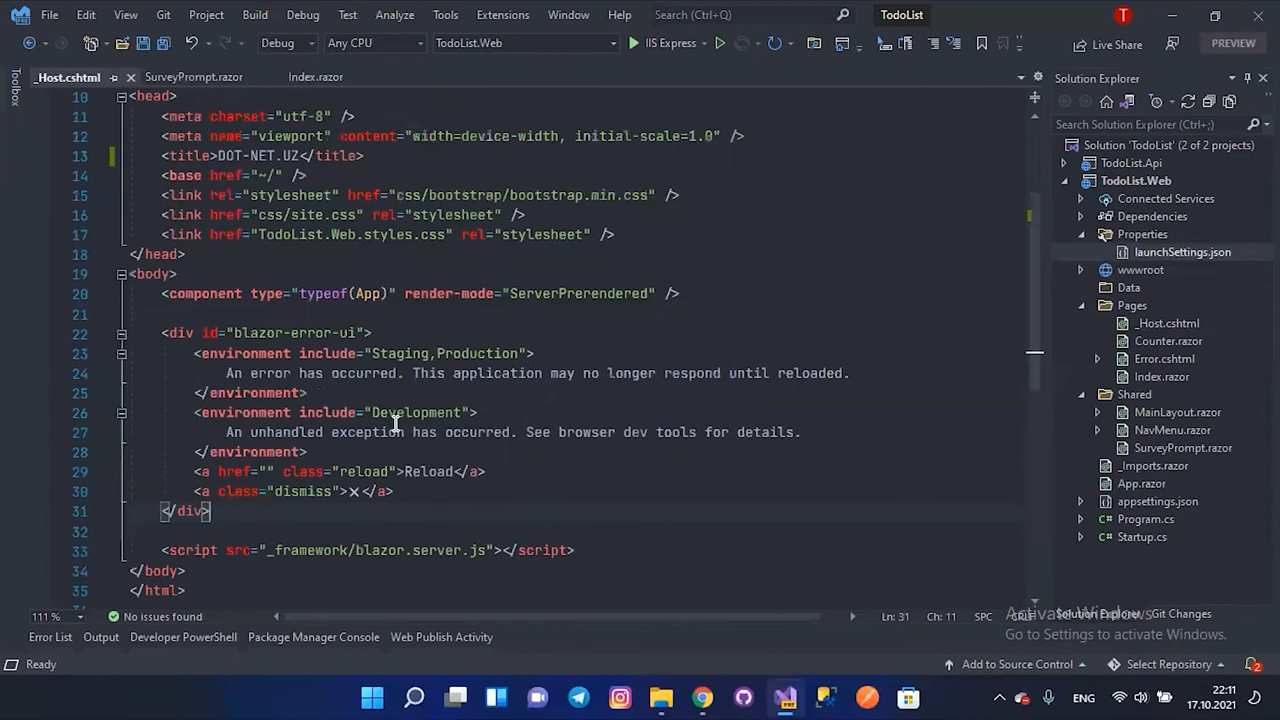 File Edit View Git Project Build Debug Test Analyze Tools Extensions Window Help Search (Ctrl+Q) TodoList T
Debug Any CPU TodoList.Web IIS Express Live Share PREVIEW
Toolbox
_Host.cshtml SurveyPrompt.razor Index.razor
10 <head>
11 <meta charset="utf-8" />
12 <meta name="viewport" content="width=device-width, initial-scale=1.0" />
13 <title>DOT-NET.UZ</title>
14 <base href="~/" />
15 <link rel="stylesheet" href="css/bootstrap/bootstrap.min.css" />
16 <link href="css/site.css" rel="stylesheet" />
17 <link href="TodoList.Web.styles.css" rel="stylesheet" />
18 </head>
19 <body>
20 <component type="typeof(App)" render-mode="ServerPrerendered" />
21
22 <div id="blazor-error-ui">
23 <environment include="Staging,Production">
24 An error has occurred. This application may no longer respond until reloaded.
25 </environment>
26 <environment include="Development">
27 An unhandled exception has occurred. See browser dev tools for details.
28 </environment>
29 <a href="" class="reload">Reload</a>
30 <a class="dismiss">🗙</a>
31 </div>
32
33 <script src="_framework/blazor.server.js"></script>
34 </body>
35 </html>
111 % No issues found Ln: 31 Ch: 11 SPC CRLF
Solution Explorer
Search Solution Explorer (Ctrl+;)
Solution 'TodoList' (2 of 2 projects)
TodoList.Api
TodoList.Web
Connected Services
Dependencies
Properties
launchSettings.json
wwwroot
Data
Pages
_Host.cshtml
Counter.razor
Error.cshtml
Index.razor
Shared
MainLayout.razor
NavMenu.razor
SurveyPrompt.razor
_Imports.razor
App.razor
appsettings.json
Program.cs
Startup.cs
Solution Explorer Git Changes
Activate Windows
Go to Settings to activate Windows.
Error List Output Developer PowerShell Package Manager Console Web Publish Activity
Ready Add to Source Control Select Repository 2
ENG 22:11
17.10.2021